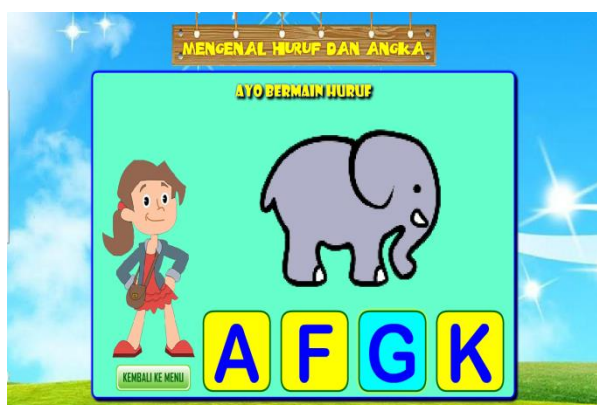 MENGENAL HURUF DAN ANGKA
AYO BERMAIN HURUF
A F G K
KEMBALI KE MENU